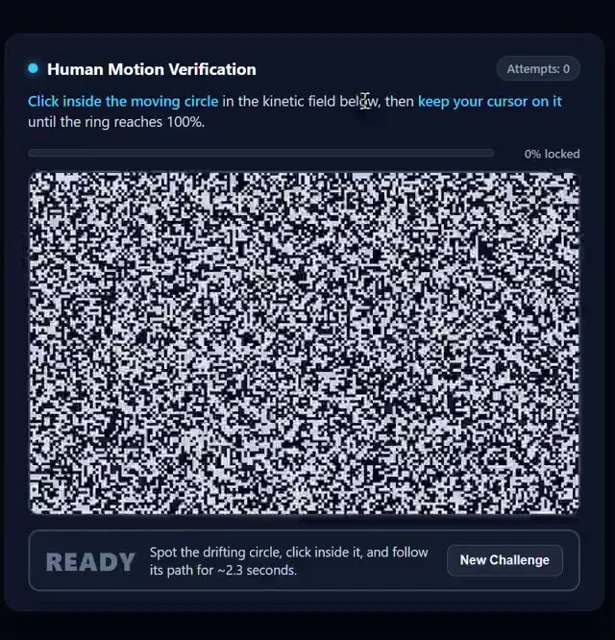 Human Motion Verification
Attempts: 0
Click inside the moving circle in the kinetic field below, then keep your cursor on it
until the ring reaches 100%.
0% locked
READY
Spot the drifting circle, click inside it, and follow
its path for ~2.3 seconds.
New Challenge